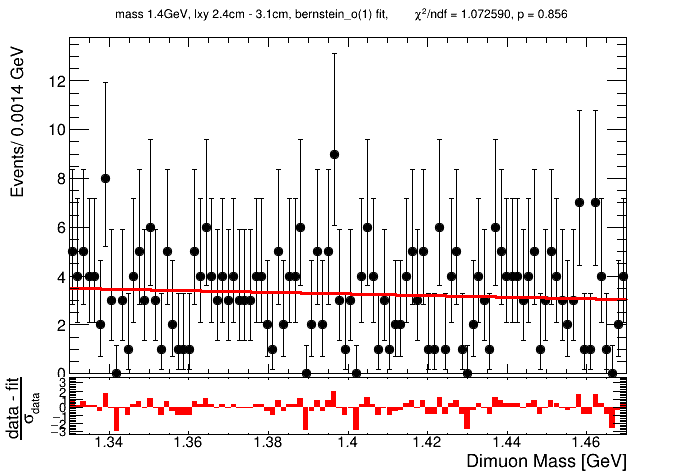 mass 1.4GeV, lxy 2.4cm - 3.1cm, bernstein_o(1) fit, χ²/ndf = 1.072590, p = 0.856
Events/ 0.0014 GeV
12
10
8
6
4
2
0
data - fit
σdata
3
2
1
0
−1
−2
−3
1.34 1.36 1.38 1.4 1.42 1.44 1.46
Dimuon Mass [GeV]